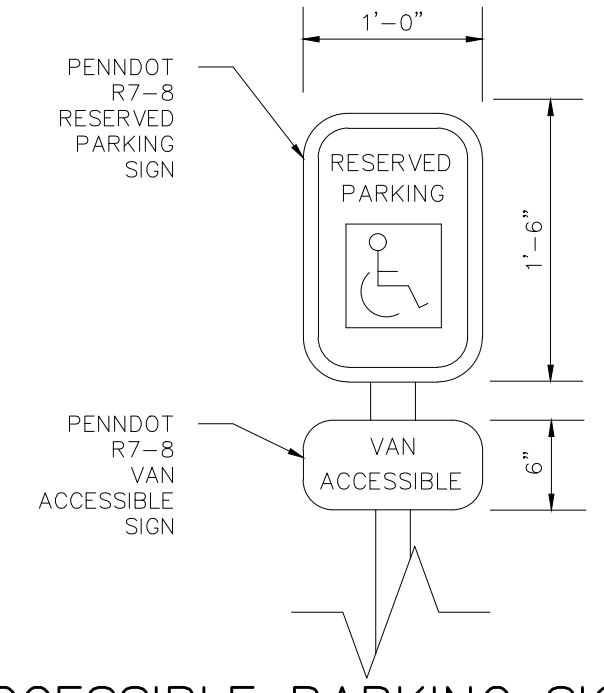 1'-0"
PENNDOT
R7-8
RESERVED
PARKING
SIGN
RESERVED
PARKING
1'-6"
PENNDOT
R7-8
VAN
ACCESSIBLE
SIGN
VAN
ACCESSIBLE
6"
PARKING